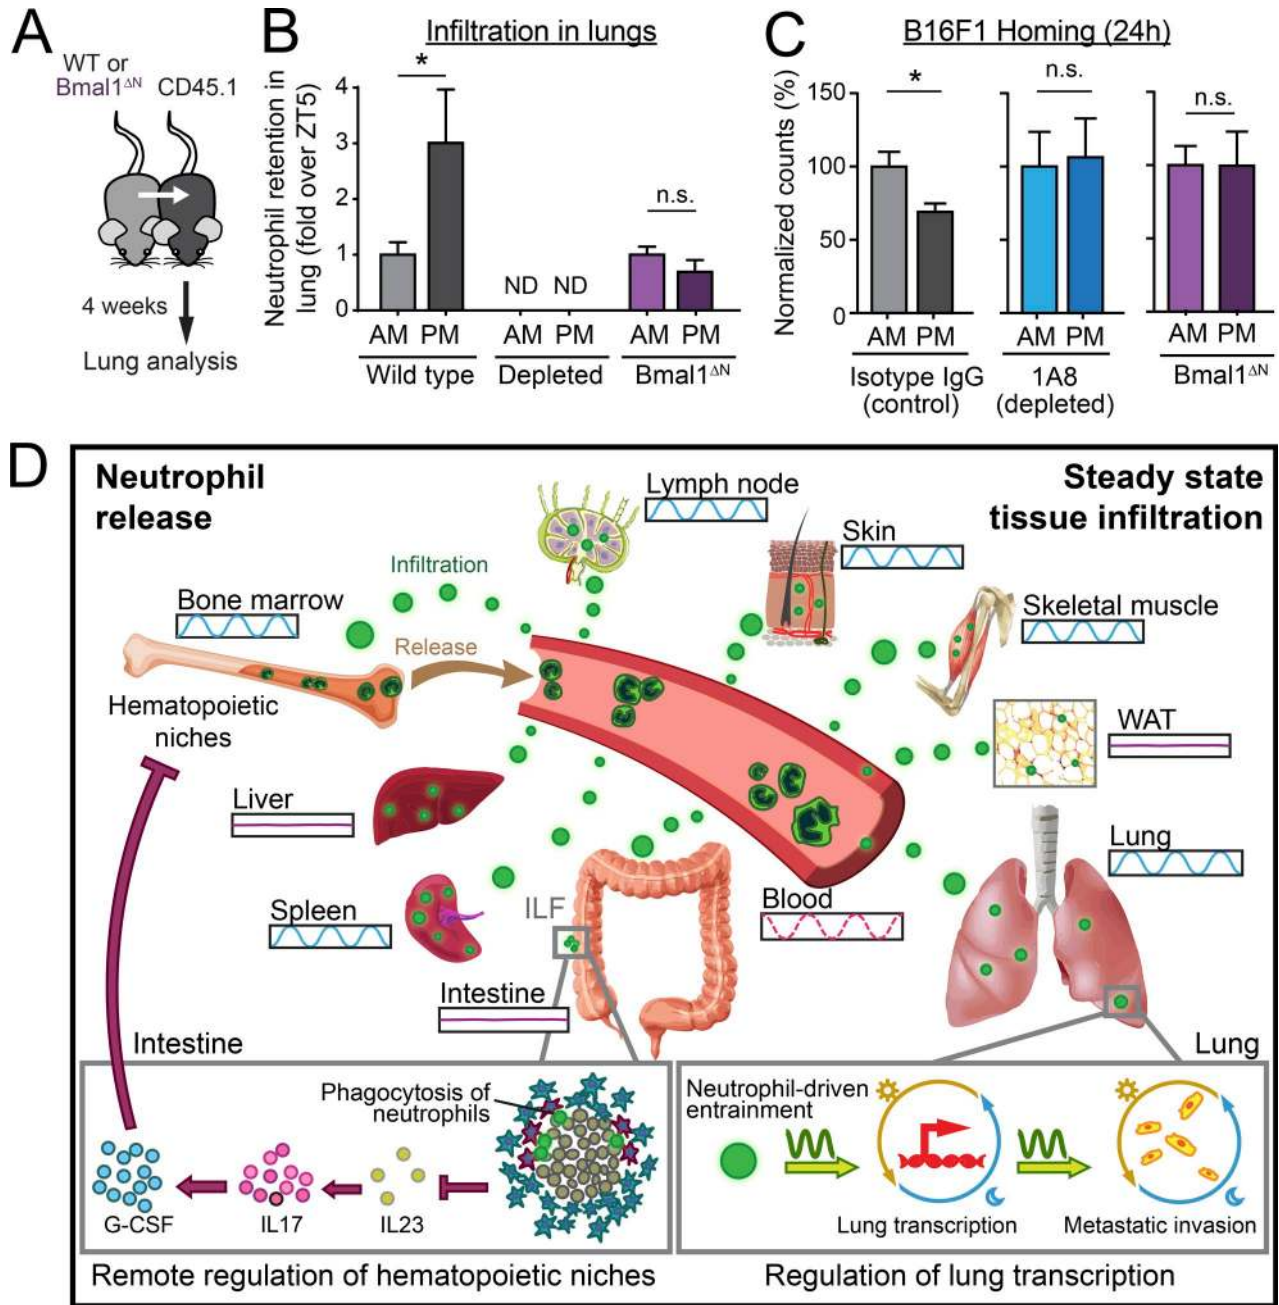 A
WT or
Bmal1ΔN CD45.1
4 weeks
Lung analysis
B
Infiltration in lungs
Neutrophil retention in
lung (fold over ZT5)
4
3
2
1
0
*
ND ND
n.s.
AM PM AM PM AM PM
Wild type Depleted Bmal1ΔN
C
B16F1 Homing (24h)
Normalized counts (%)
150
100
50
0
*
n.s.
n.s.
AM PM AM PM AM PM
Isotype IgG
(control)
1A8
(depleted)
Bmal1ΔN
D
Neutrophil
release
Steady state
tissue infiltration
Lymph node
Skin
Infiltration
Bone marrow
Skeletal muscle
Release
Hematopoietic
niches
WAT
Liver
Lung
Spleen
ILF
Blood
Intestine
Intestine
Lung
Phagocytosis of
neutrophils
G-CSF
IL17
IL23
Neutrophil-driven
entrainment
Lung transcription
Metastatic invasion
Remote regulation of hematopoietic niches
Regulation of lung transcription